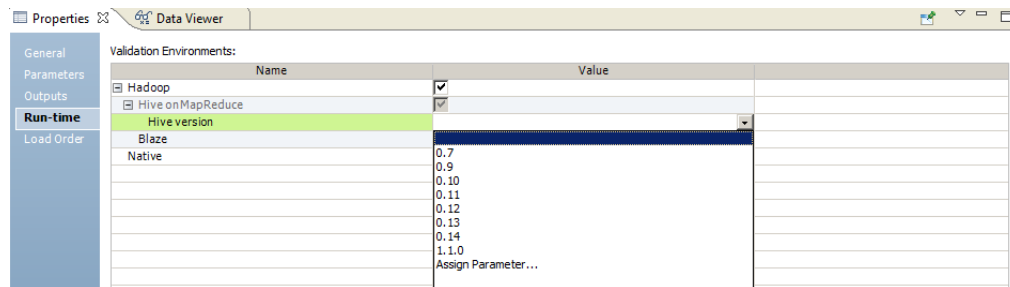 Properties Data Viewer
General
Parameters
Outputs
Run-time
Load Order
Validation Environments:
Name Value
Hadoop
Hive on MapReduce
Hive version
Blaze
Native
0.7
0.9
0.10
0.11
0.12
0.13
0.14
1.1.0
Assign Parameter...